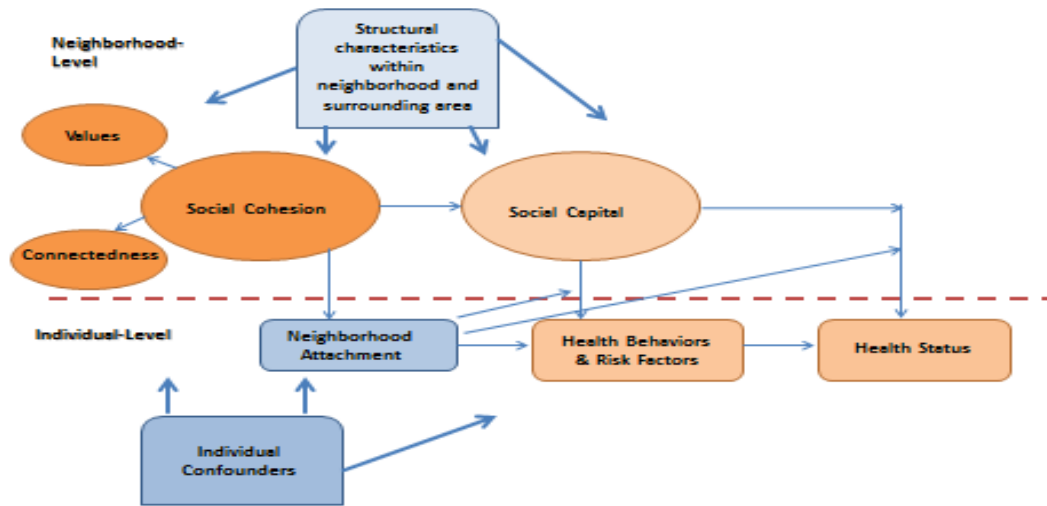 Neighborhood-
Level
Structural
characteristics
within
neighborhood and
surrounding area
Values
Social Cohesion
Social Capital
Connectedness
Individual-Level
Neighborhood
Attachment
Health Behaviors
& Risk Factors
Health Status
Individual
Confounders